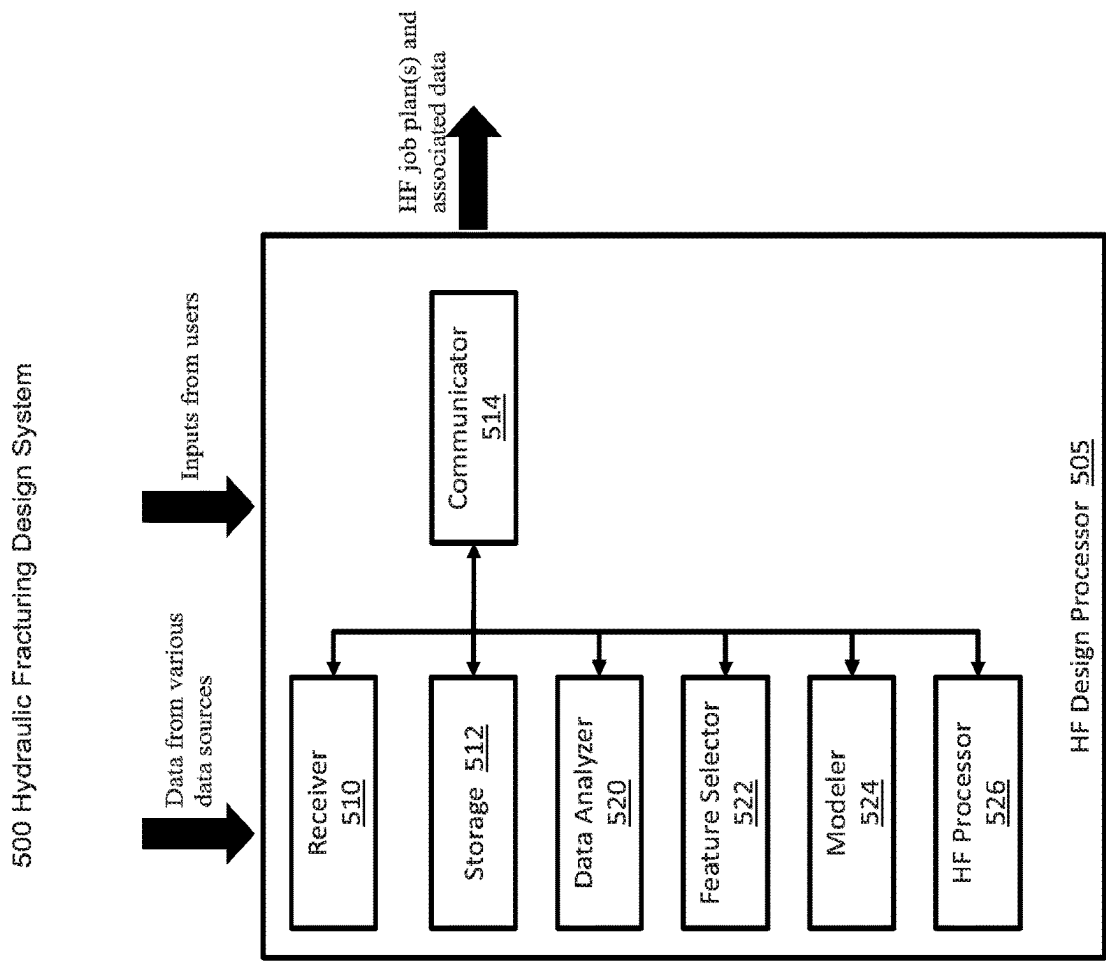 500 Hydraulic Fracturing Design System
Data from various
data sources
Inputs from users
HF job plan(s) and
associated data
Receiver
510
Storage 512
Data Analyzer
520
Feature Selector
522
Modeler
524
HF Processor
526
Communicator
514
HF Design Processor 505